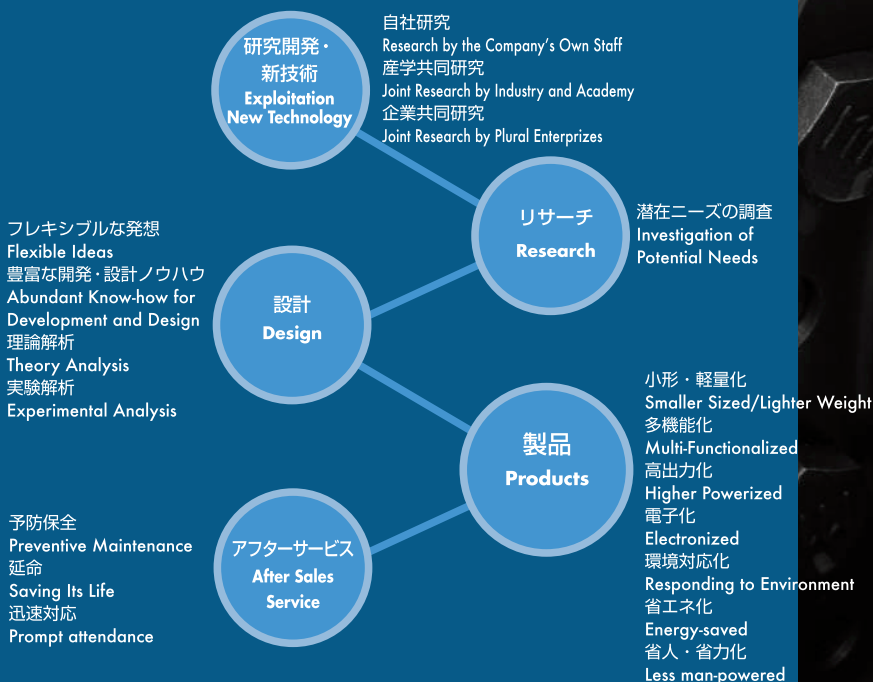 研究開発・
新技術
Exploitation
New Technology
自社研究
Research by the Company's Own Staff
産学共同研究
Joint Research by Industry and Academy
企業共同研究
Joint Research by Plural Enterprizes
リサーチ
Research
潜在ニーズの調査
Investigation of
Potential Needs
フレキシブルな発想
Flexible Ideas
豊富な開発・設計ノウハウ
Abundant Know-how for
Development and Design
理論解析
Theory Analysis
実験解析
Experimental Analysis
設計
Design
製品
Products
小形・軽量化
Smaller Sized/Lighter Weight
多機能化
Multi-Functionalized
高出力化
Higher Powerized
電子化
Electronized
環境対応化
Responding to Environment
省エネ化
Energy-saved
省人・省力化
Less man-powered
予防保全
Preventive Maintenance
延命
Saving Its Life
迅速対応
Prompt attendance
アフターサービス
After Sales
Service